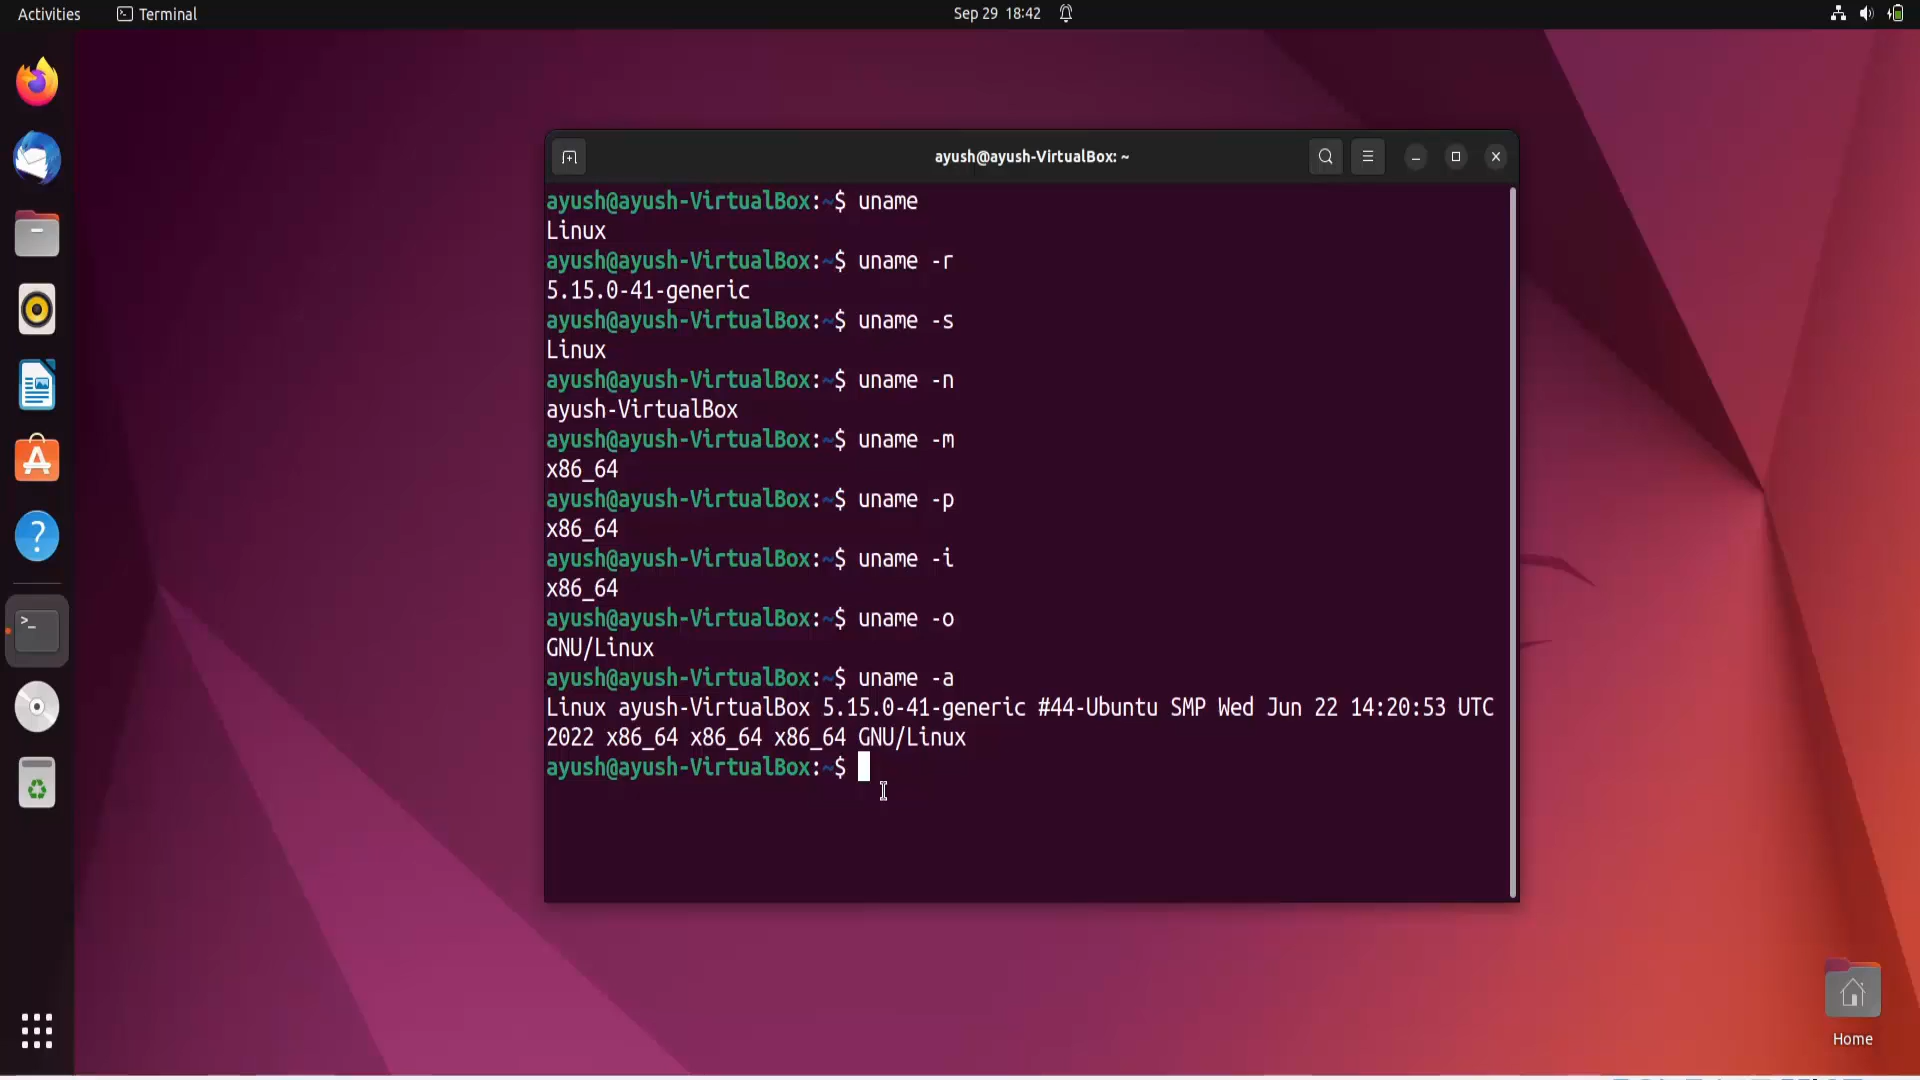 Activities
Terminal
Sep 29 18:42
ayush@ayush-VirtualBox: ~
ayush@ayush-VirtualBox:~$ uname
Linux
ayush@ayush-VirtualBox:~$ uname -r
5.15.0-41-generic
ayush@ayush-VirtualBox:~$ uname -s
Linux
ayush@ayush-VirtualBox:~$ uname -n
ayush-VirtualBox
ayush@ayush-VirtualBox:~$ uname -m
x86_64
ayush@ayush-VirtualBox:~$ uname -p
x86_64
ayush@ayush-VirtualBox:~$ uname -i
x86_64
ayush@ayush-VirtualBox:~$ uname -o
GNU/Linux
ayush@ayush-VirtualBox:~$ uname -a
Linux ayush-VirtualBox 5.15.0-41-generic #44-Ubuntu SMP Wed Jun 22 14:20:53 UTC
2022 x86_64 x86_64 x86_64 GNU/Linux
ayush@ayush-VirtualBox:~$
Home